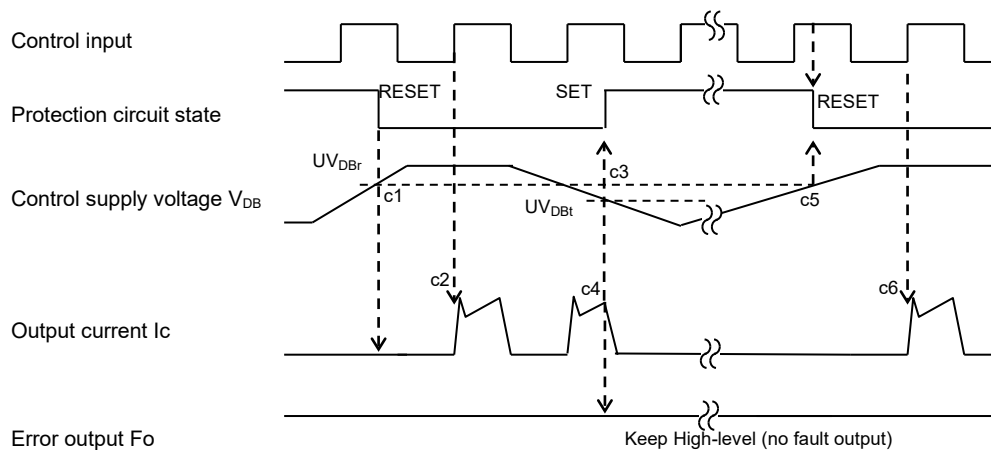 Control input
RESET
SET
RESET
Protection circuit state
UVDBr
c3
c1
Control supply voltage VDB
c5
UVDBt
c2
c4
c6
Output current Ic
Error output Fo
Keep High-level (no fault output)